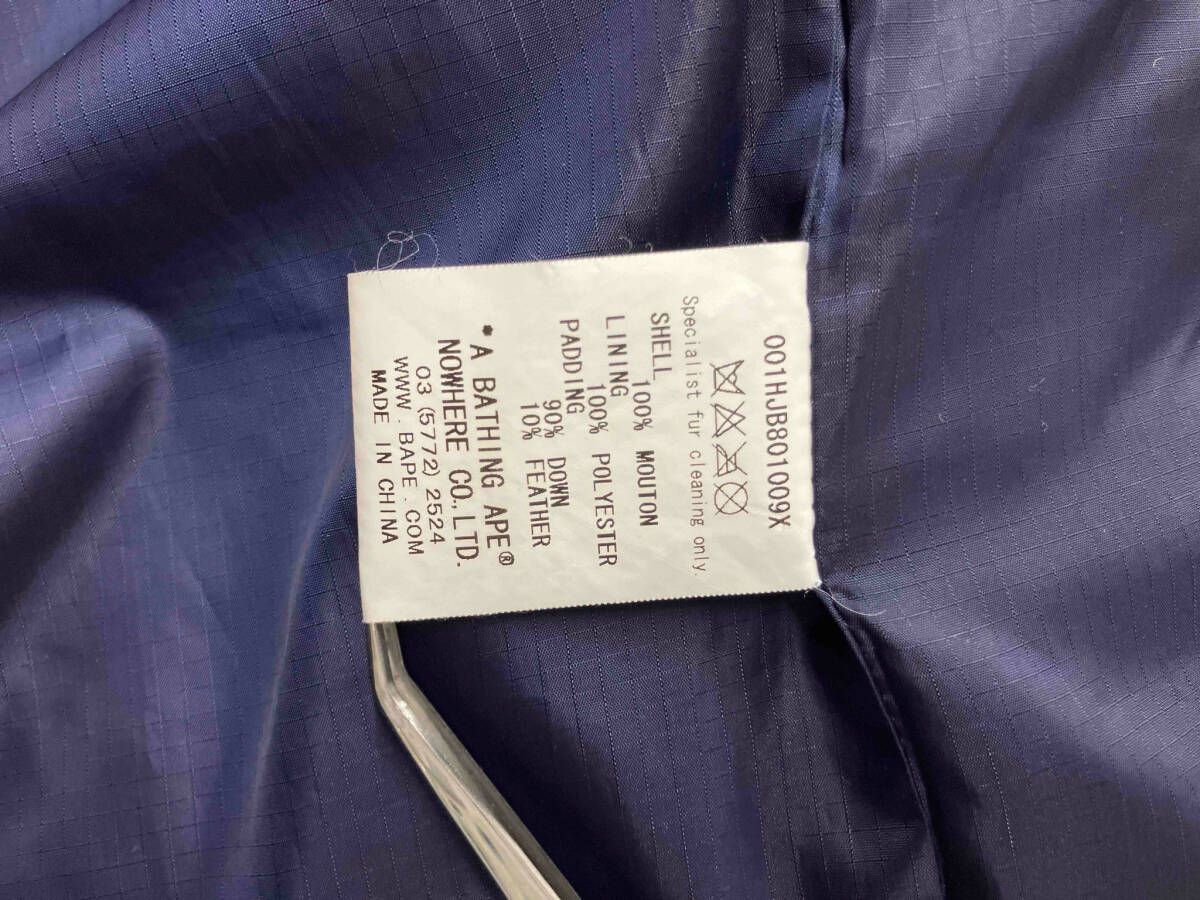 001HJB801009X
Specialist fur cleaning only.
SHELL
100% MOUTON
LINING
100% POLYESTER
PADDING
90% DOWN
10% FEATHER
*A BATHING APE®
NOWHERE CO., LTD.
03 (5772) 2524
WWW.BAPE.COM
MADE IN CHINA